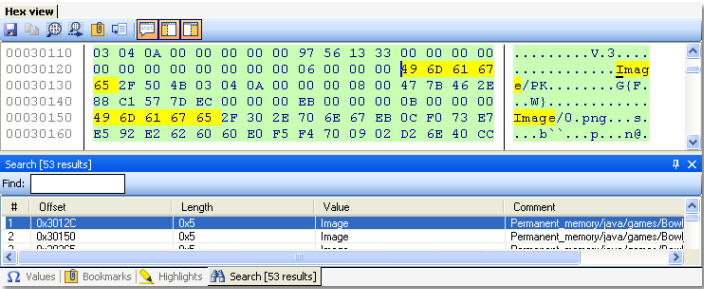 Hex view
00030110 03 04 0A 00 00 00 00 00 97 56 13 33 00 00 00 00 .........V.3....
00030120 00 00 00 00 00 00 00 00 06 00 00 00 49 6D 61 67 ............Imag
00030130 65 2F 50 4B 03 04 0A 00 00 00 08 00 47 7B 46 2E e/PK........G{F.
00030140 88 C1 57 7D EC 00 00 00 EB 00 00 00 0B 00 00 00 ..W}............
00030150 49 6D 61 67 65 2F 30 2E 70 6E 67 EB 0C F0 73 E7 Image/0.png...s.
00030160 E5 92 E2 62 60 60 E0 F5 F4 70 09 02 D2 6E 40 CC ...b``...p...n@.
Search [53 results]
Find:
# Offset Length Value Comment
1 0x3012C 0x5 Image Permanent_memory/java/games/Bowl
2 0x30150 0x5 Image Permanent_memory/java/games/Bowl
Values Bookmarks Highlights Search [53 results]